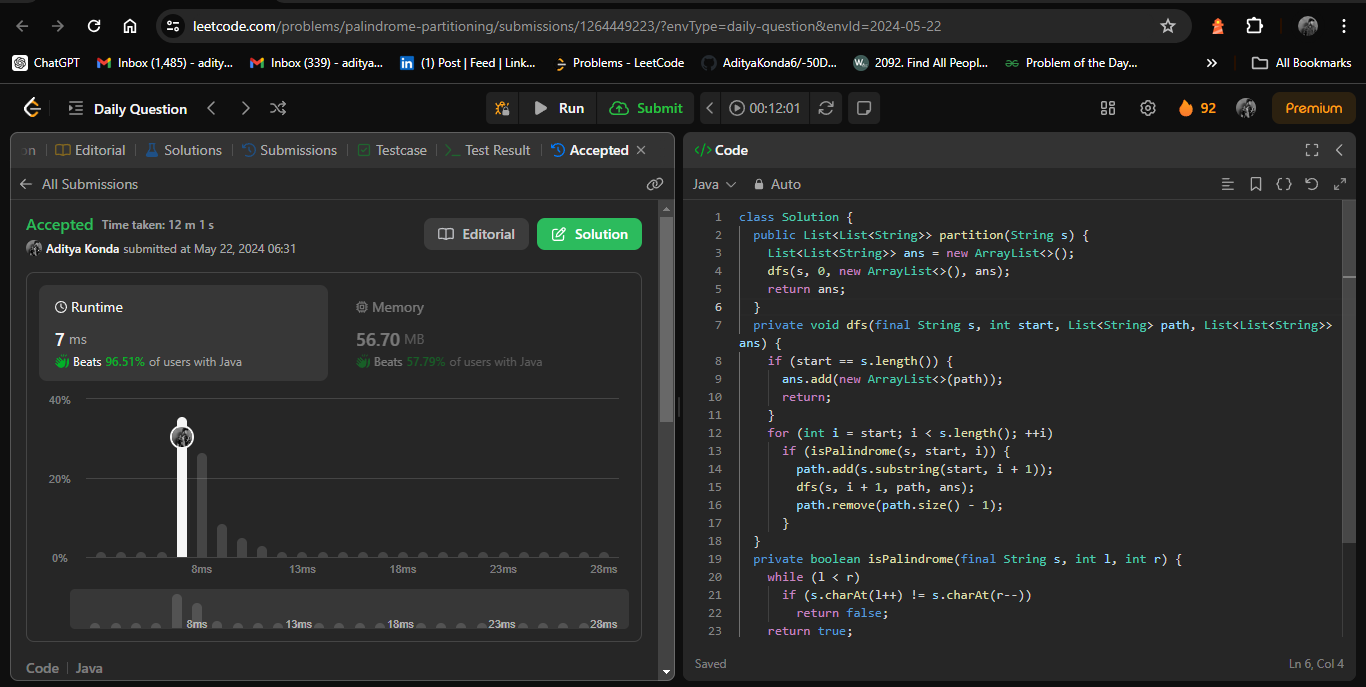 leetcode.com/problems/palindrome-partitioning/submissions/1264449223/?envType=daily-question&envId=2024-05-22
ChatGPT Inbox (1,485) - adity... Inbox (339) - aditya... (1) Post | Feed | Link... Problems - LeetCode AdityaKonda6/-50D... 2092. Find All Peopl... Problem of the Day... » All Bookmarks
Daily Question Run Submit 00:12:01 92 Premium
on Editorial Solutions Submissions Testcase Test Result Accepted
All Submissions
Accepted Time taken: 12 m 1 s
Aditya Konda submitted at May 22, 2024 06:31
Editorial Solution
Runtime
7 ms
Beats 96.51% of users with Java
Memory
56.70 MB
Beats 57.79% of users with Java
40%
20%
0%
8ms 13ms 18ms 23ms 28ms
8ms 13ms 18ms 23ms 28ms
Code | Java
</> Code
Java Auto
1 class Solution {
2 public List<List<String>> partition(String s) {
3 List<List<String>> ans = new ArrayList<>();
4 dfs(s, 0, new ArrayList<>(), ans);
5 return ans;
6 }
7 private void dfs(final String s, int start, List<String> path, List<List<String>>
ans) {
8 if (start == s.length()) {
9 ans.add(new ArrayList<>(path));
10 return;
11 }
12 for (int i = start; i < s.length(); ++i)
13 if (isPalindrome(s, start, i)) {
14 path.add(s.substring(start, i + 1));
15 dfs(s, i + 1, path, ans);
16 path.remove(path.size() - 1);
17 }
18 }
19 private boolean isPalindrome(final String s, int l, int r) {
20 while (l < r)
21 if (s.charAt(l++) != s.charAt(r--))
22 return false;
23 return true;
Saved Ln 6, Col 4